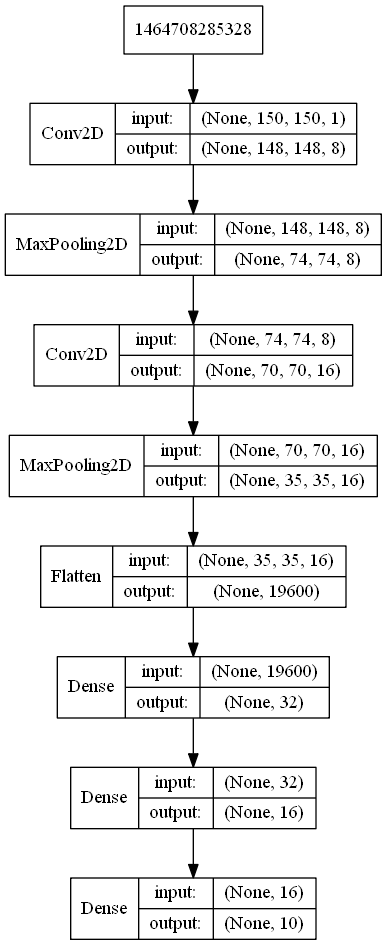 1464708285328
Conv2D
input: (None, 150, 150, 1)
output: (None, 148, 148, 8)
MaxPooling2D
input: (None, 148, 148, 8)
output: (None, 74, 74, 8)
Conv2D
input: (None, 74, 74, 8)
output: (None, 70, 70, 16)
MaxPooling2D
input: (None, 70, 70, 16)
output: (None, 35, 35, 16)
Flatten
input: (None, 35, 35, 16)
output: (None, 19600)
Dense
input: (None, 19600)
output: (None, 32)
Dense
input: (None, 32)
output: (None, 16)
Dense
input: (None, 16)
output: (None, 10)